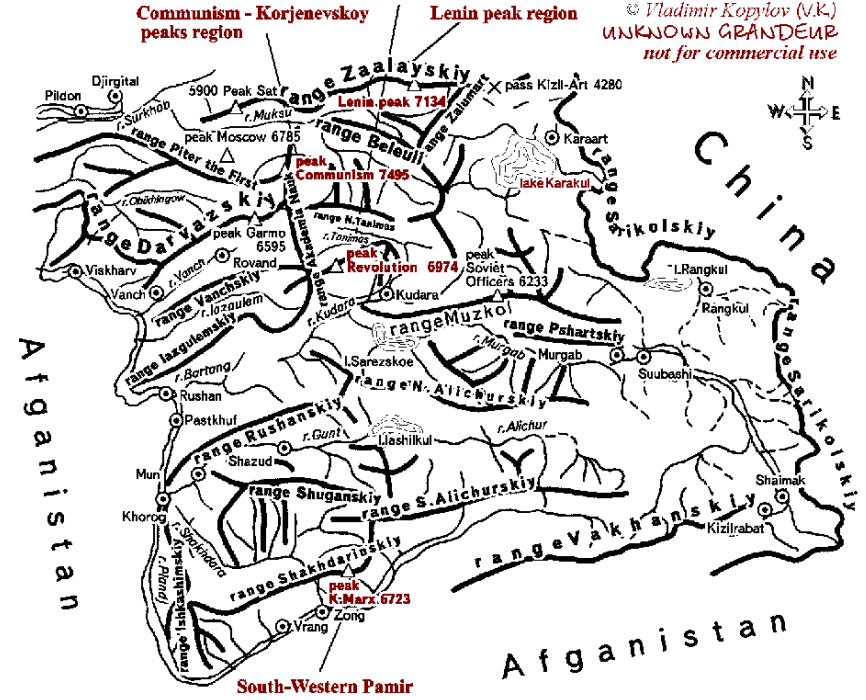 Communism - Korjenevskoy
peaks region
Lenin peak region
© Vladimir Kopylov (V.K.)
UNKNOWN GRANDEUR
not for commercial use
Djirgital
Pildon
5900 Peak Sat
range Zaalayskiy
Lenin peak 7134
pass Kizil-Art 4280
N
W E
S
r.Surkhob
r.Muksu
range Zalumart
range Piter the First
peak Moscow 6785
range Beleuli
Karaart
peak
Communism 7495
lake Karakul
China
range Sarikolskiy
r.Obikhingow
range Darvazskiy
range Akademia Nauk
range N.Tanimas
r.Tanimas
peak Garmo
6595
Viskharv
r.Vanch
Rovand
peak
Revolution 6974
peak
Soviet
Officers 6233
l.Rangkul
Rangkul
Vanch
range Vanchskiy
r.Iazgulem
r.Kudara
Kudara
range Muzkol
range Pshartskiy
range Sarikolskiy
range Iazgulemskiy
r.Murgab
Murgab
l.Sarezskoe
Suubashi
Afganistan
r.Bartang
Rushan
range N. Alichurskiy
Pastkhuf
range Rushanskiy
r.Gunt
l.Iashilkul
r.Alichur
Mun
Shazud
Khorog
range Shuganskiy
range S.Alichurskiy
Shaimak
Kizilrabat
range Vakhanskiy
r.Shakhdara
r.Piandj
range Ishkashimskiy
range Shakhdarinskiy
peak
K.Marx 6723
Zong
Vrang
Afganistan
South-Western Pamir